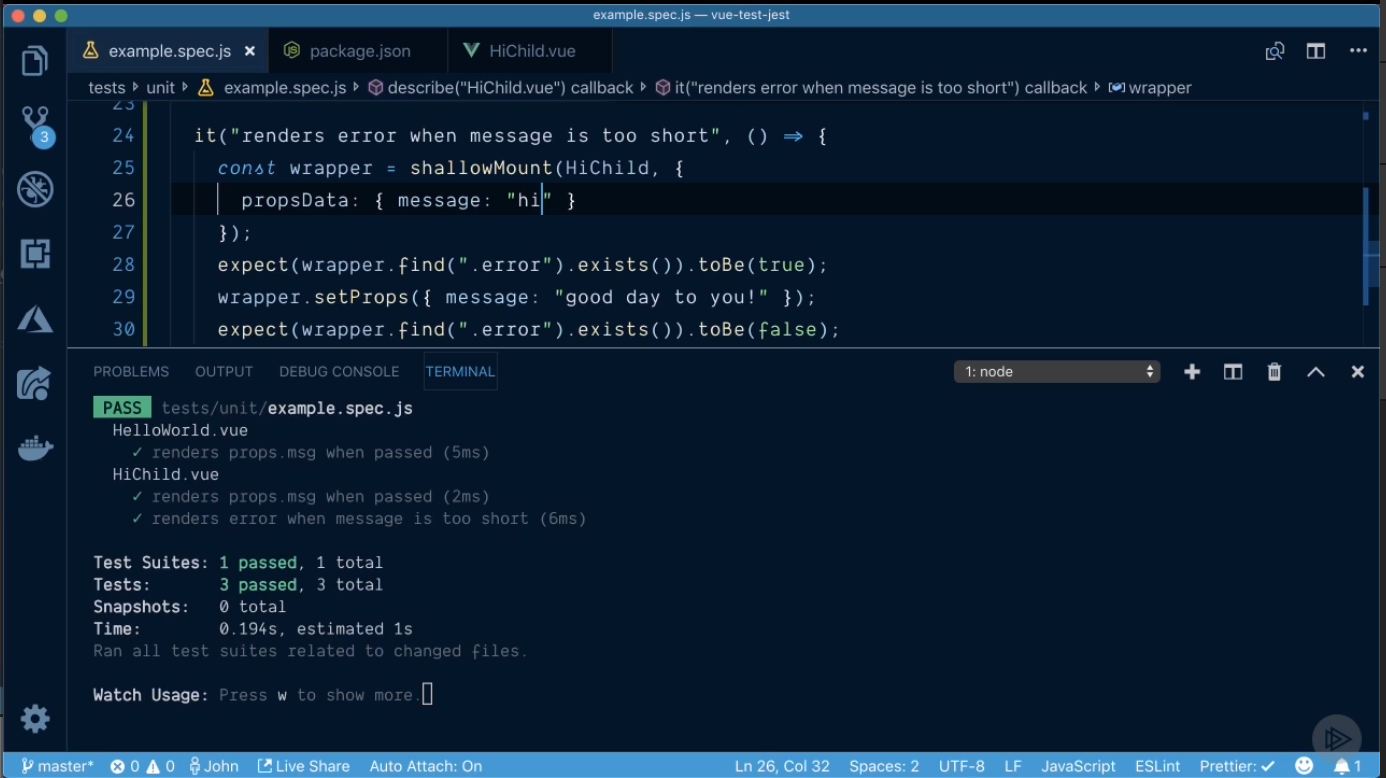 example.spec.js — vue-test-jest
example.spec.js × package.json HiChild.vue
tests unit example.spec.js describe("HiChild.vue") callback it("renders error when message is too short") callback wrapper
23
24 it("renders error when message is too short", () => {
25 const wrapper = shallowMount(HiChild, {
26 propsData: { message: "hi" }
27 });
28 expect(wrapper.find(".error").exists()).toBe(true);
29 wrapper.setProps({ message: "good day to you!" });
30 expect(wrapper.find(".error").exists()).toBe(false);
3
PROBLEMS OUTPUT DEBUG CONSOLE TERMINAL 1: node
PASS tests/unit/example.spec.js
HelloWorld.vue
✓ renders props.msg when passed (5ms)
HiChild.vue
✓ renders props.msg when passed (2ms)
✓ renders error when message is too short (6ms)
Test Suites: 1 passed, 1 total
Tests: 3 passed, 3 total
Snapshots: 0 total
Time: 0.194s, estimated 1s
Ran all test suites related to changed files.
Watch Usage: Press w to show more.
master* 0 0 John Live Share Auto Attach: On Ln 26, Col 32 Spaces: 2 UTF-8 LF JavaScript ESLint Prettier: ✓ 1